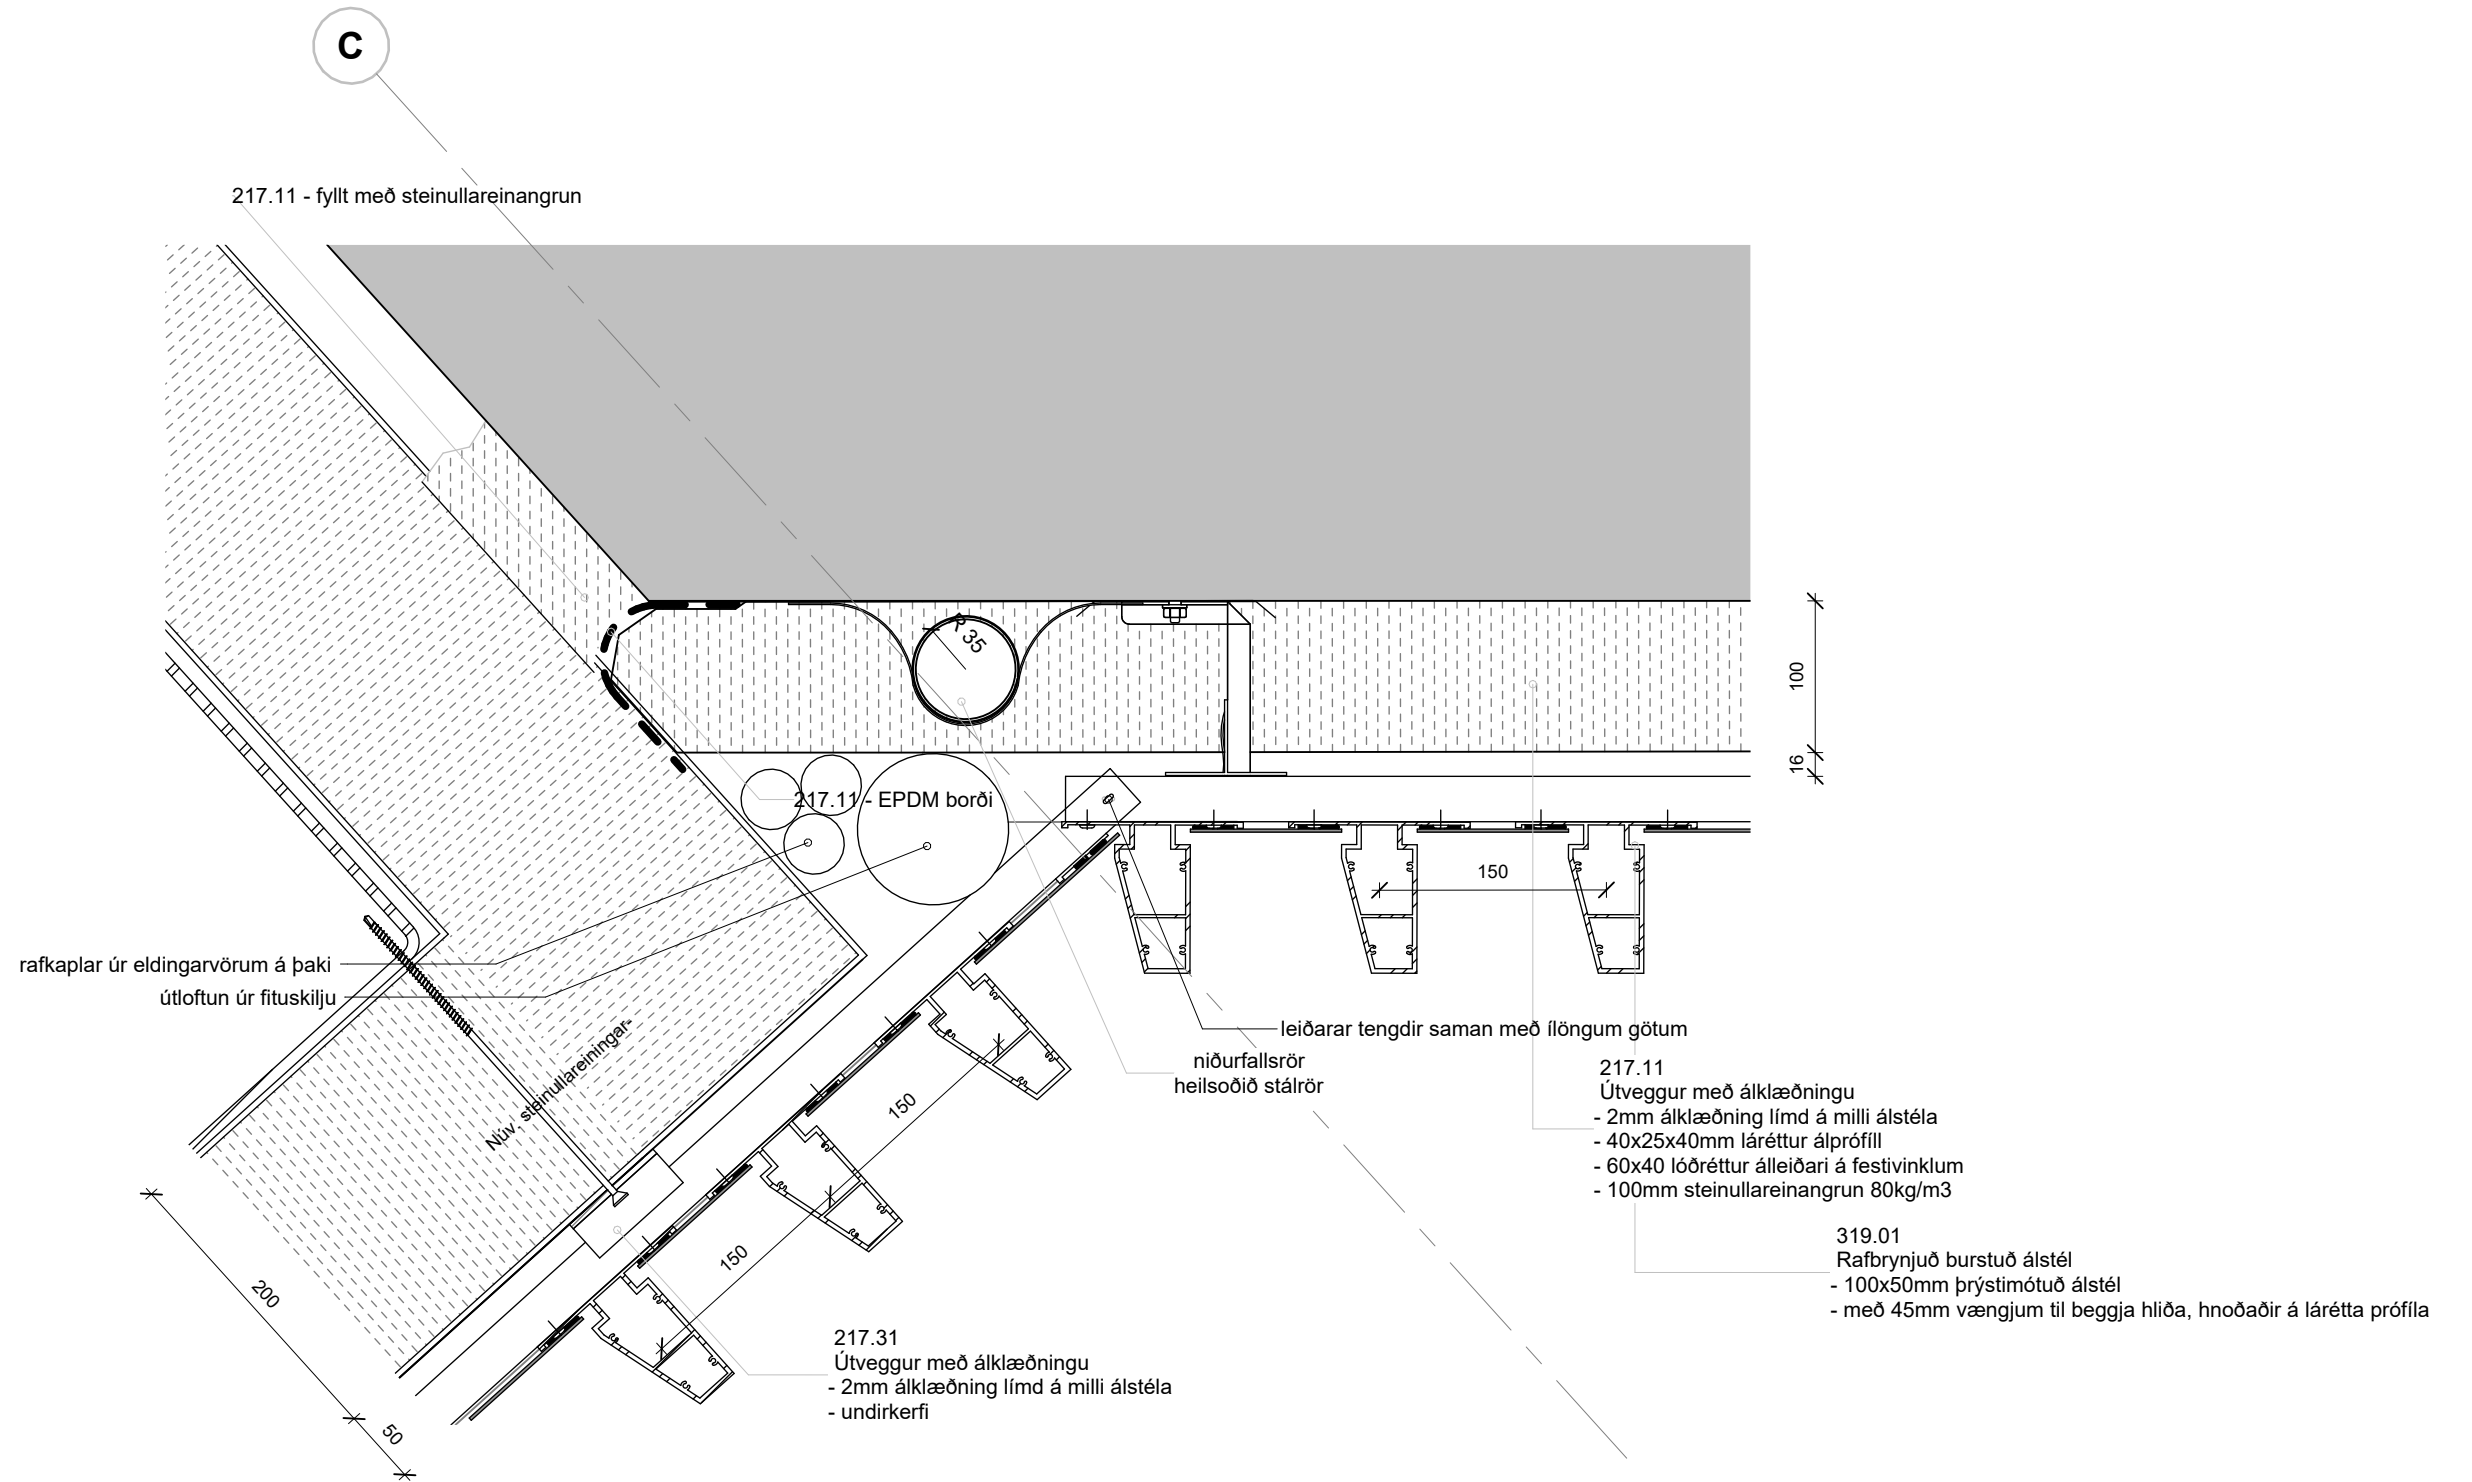 C
217.11 - fyllt með steinullareinangrun
R 35
100
16
217.11 - EPDM borði
150
rafkaplar úr eldingarvörum á þaki
útloftun úr fituskilju
Núv. steinullareiningar-
leiðarar tengdir saman með ílöngum götum
niðurfallsrör
heilsoðið stálrör
150
150
217.11
Útveggur með álklæðningu
- 2mm álklæðning límd á milli álstéla
- 40x25x40mm láréttur álprófíll
- 60x40 lóðréttur álleiðari á festivinklum
- 100mm steinullareinangrun 80kg/m3
319.01
Rafbrynjuð burstuð álstél
- 100x50mm þrýstimótuð álstél
- með 45mm vængjum til beggja hliða, hnoðaðir á lárétta prófíla
200
50
217.31
Útveggur með álklæðningu
- 2mm álklæðning límd á milli álstéla
- undirkerfi